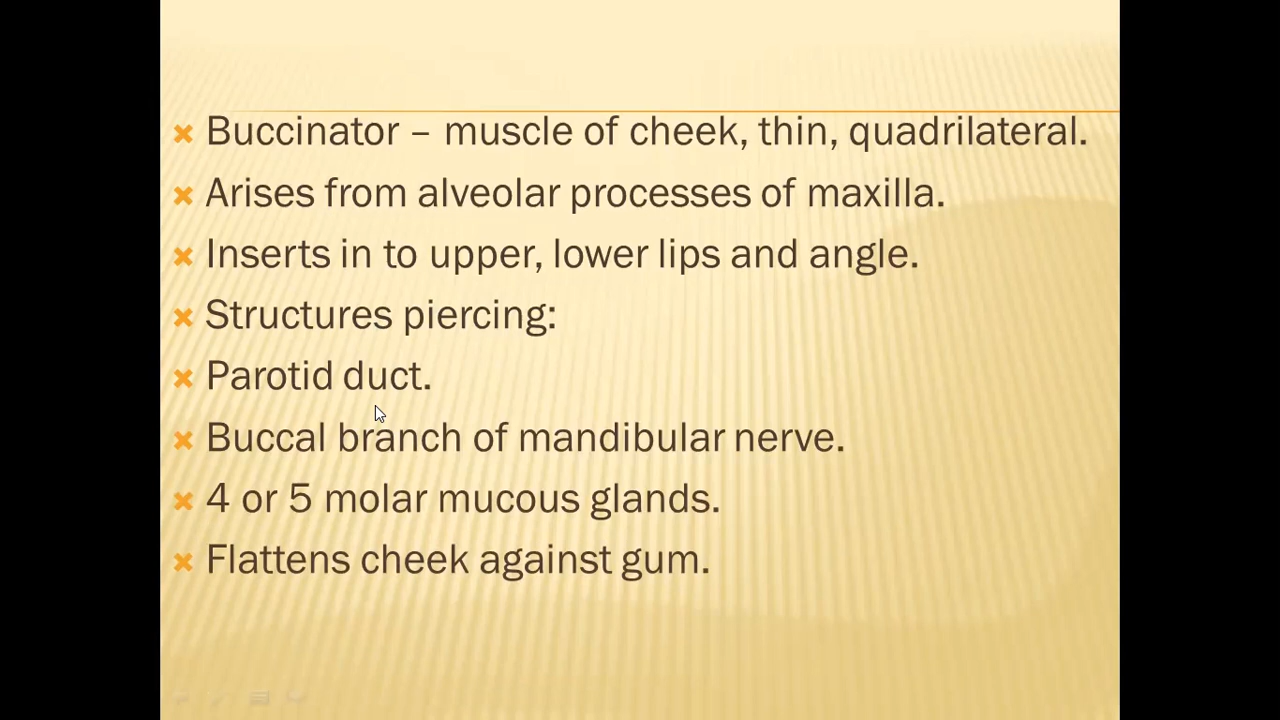 Buccinator – muscle of cheek, thin, quadrilateral.
Arises from alveolar processes of maxilla.
Inserts in to upper, lower lips and angle.
Structures piercing:
Parotid duct.
Buccal branch of mandibular nerve.
4 or 5 molar mucous glands.
Flattens cheek against gum.